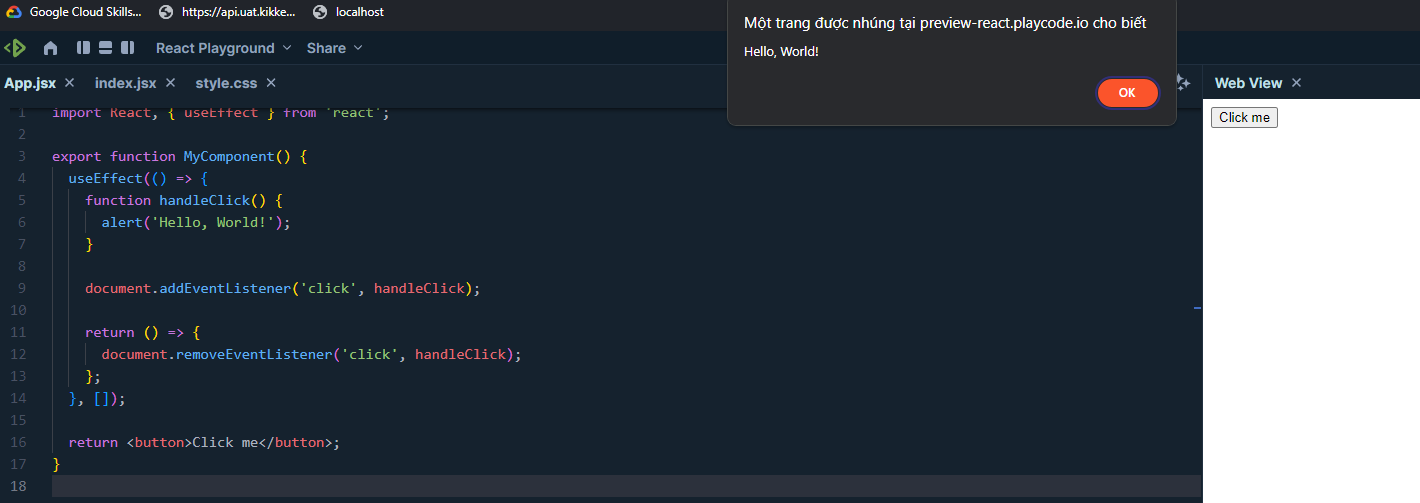 Google Cloud Skills... https://api.uat.kikke... localhost
Một trang được nhúng tại preview-react.playcode.io cho biết
Hello, World!
OK
React Playground Share
App.jsx index.jsx style.css
Web View
Click me
1 import React, { useEffect } from 'react';
2
3 export function MyComponent() {
4 useEffect(() => {
5 function handleClick() {
6 alert('Hello, World!');
7 }
8
9 document.addEventListener('click', handleClick);
10
11 return () => {
12 document.removeEventListener('click', handleClick);
13 };
14 }, []);
15
16 return <button>Click me</button>;
17 }
18